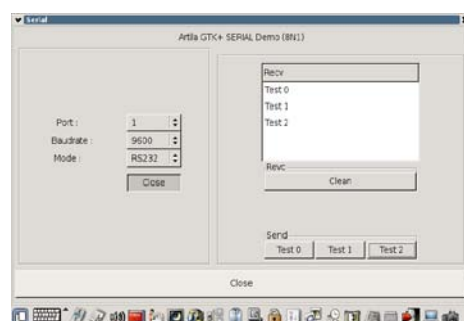 Serial
Artila GTK+ SERIAL Demo (8N1)
Port :
1
Baudrate :
9600
Mode :
RS232
Close
Recv
Test 0
Test 1
Test 2
Revc
Clean
Send
Test 0
Test 1
Test 2
Close